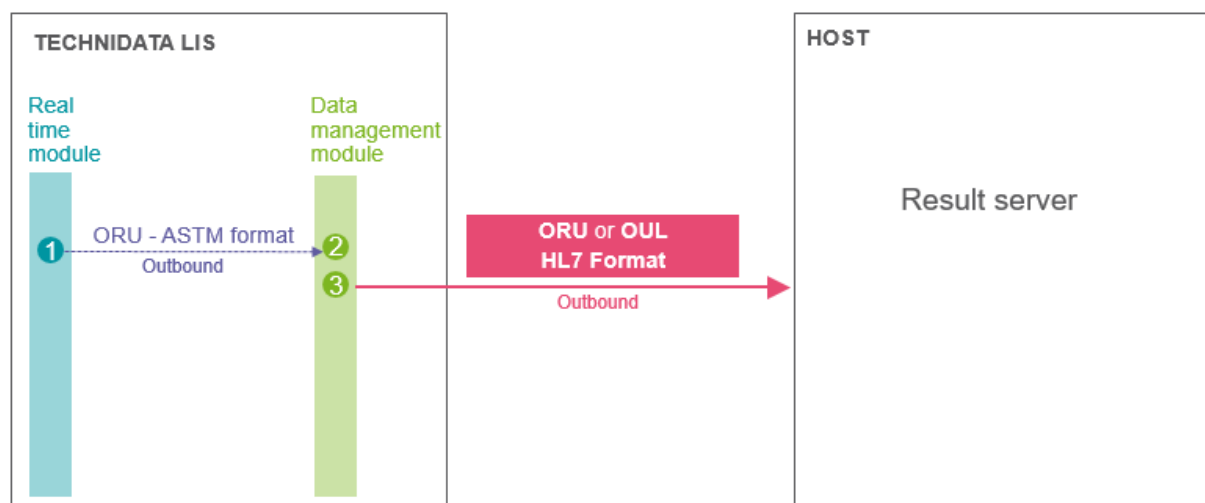 TECHNIDATA LIS
HOST
Real
time
module
Data
management
module
1
ORU - ASTM format
Outbound
2
3
ORU or OUL
HL7 Format
Outbound
Result server